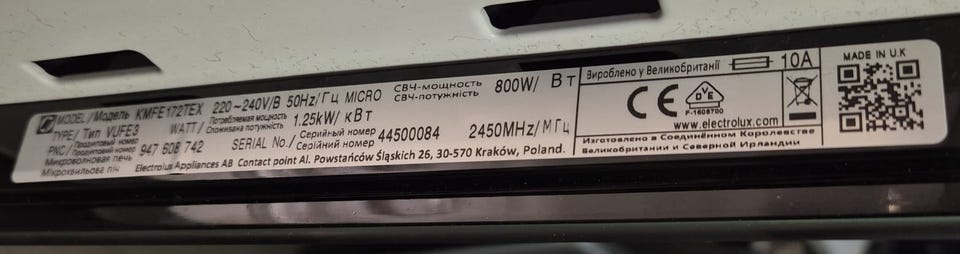 MODEL / Модель KMFE172TEX 220~240V/В 50Hz/Гц MICRO СВЧ-мощность СВЧ-потужність 800W/ Вт
TYPE / Тип VUFE3 WATT / Потребляемая мощность Споживана потужність 1.25kW/ кВт
PNC / Продуктовый номер Продуктовий номер 947 608 742 SERIAL No. / Серийный номер Серійний номер 44500084 2450MHz/МГц
Микроволновая печь
Мікрохвильова піч Electrolux Appliances AB Contact point Al. Powstańców Śląskich 26, 30-570 Kraków, Poland.
Вироблено у Великобританії 10A
CE
D V E
www.electrolux.com
Изготовлено в Соединённом Королевстве
Великобритании и Северной Ирландии
MADE IN U.K